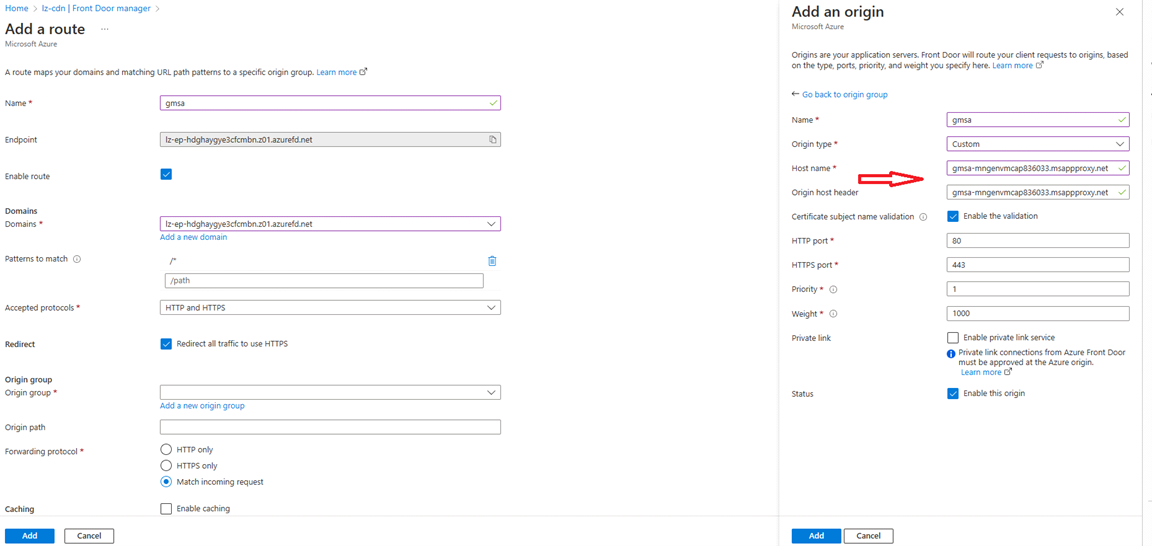 Home > lz-cdn | Front Door manager >
Add a route ...
Microsoft Azure
A route maps your domains and matching URL path patterns to a specific origin group. Learn more
Name *
gmsa
Endpoint
lz-ep-hdghaygye3cfcmbn.z01.azurefd.net
Enable route
Domains
Domains *
lz-ep-hdghaygye3cfcmbn.z01.azurefd.net
Add a new domain
Patterns to match
/*
/path
Accepted protocols *
HTTP and HTTPS
Redirect
Redirect all traffic to use HTTPS
Origin group
Origin group *
Add a new origin group
Origin path
Forwarding protocol *
HTTP only
HTTPS only
Match incoming request
Caching
Enable caching
Add
Cancel
Add an origin
Microsoft Azure
Origins are your application servers. Front Door will route your client requests to origins, based
on the type, ports, priority, and weight you specify here. Learn more
Go back to origin group
Name *
gmsa
Origin type *
Custom
Host name *
gmsa-mngenvmcap836033.msappproxy.net
Origin host header
gmsa-mngenvmcap836033.msappproxy.net
Certificate subject name validation
Enable the validation
HTTP port *
80
HTTPS port *
443
Priority *
1
Weight *
1000
Private link
Enable private link service
Private link connections from Azure Front Door
must be approved at the Azure origin.
Learn more
Status
Enable this origin
Add
Cancel